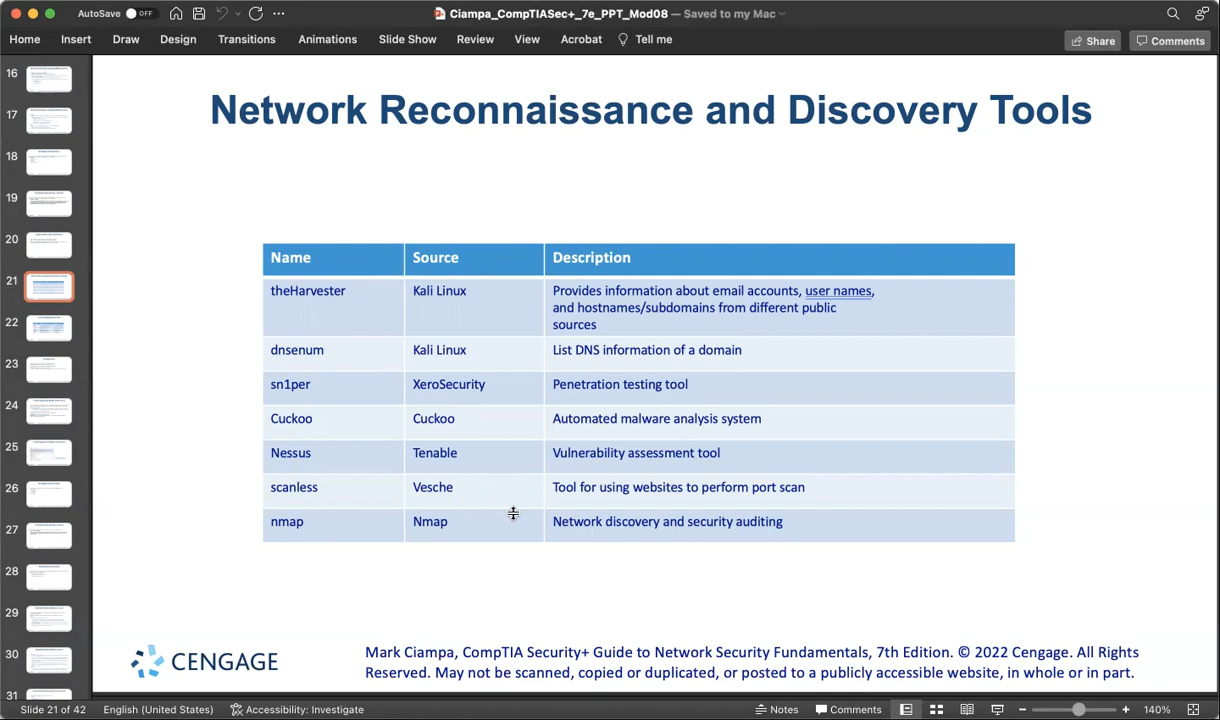 AutoSave OFF
Ciampa_CompTIASec+_7e_PPT_Mod08 — Saved to my Mac
Home Insert Draw Design Transitions Animations Slide Show Review View Acrobat Tell me Share Comments
16
17
18
19
20
21
22
23
24
25
26
27
28
29
30
31
Network Reconnaissance and Discovery Tools
Name Source Description
theHarvester Kali Linux Provides information about email accounts, user names,
and hostnames/subdomains from different public
sources
dnsenum Kali Linux List DNS information of a domain
sn1per XeroSecurity Penetration testing tool
Cuckoo Cuckoo Automated malware analysis system
Nessus Tenable Vulnerability assessment tool
scanless Vesche Tool for using websites to perform port scan
nmap Nmap Network discovery and security auditing
CENGAGE
Mark Ciampa, CompTIA Security+ Guide to Network Security Fundamentals, 7th Edition. © 2022 Cengage. All Rights
Reserved. May not be scanned, copied or duplicated, or posted to a publicly accessible website, in whole or in part.
Slide 21 of 42 English (United States) Accessibility: Investigate Notes Comments 140%